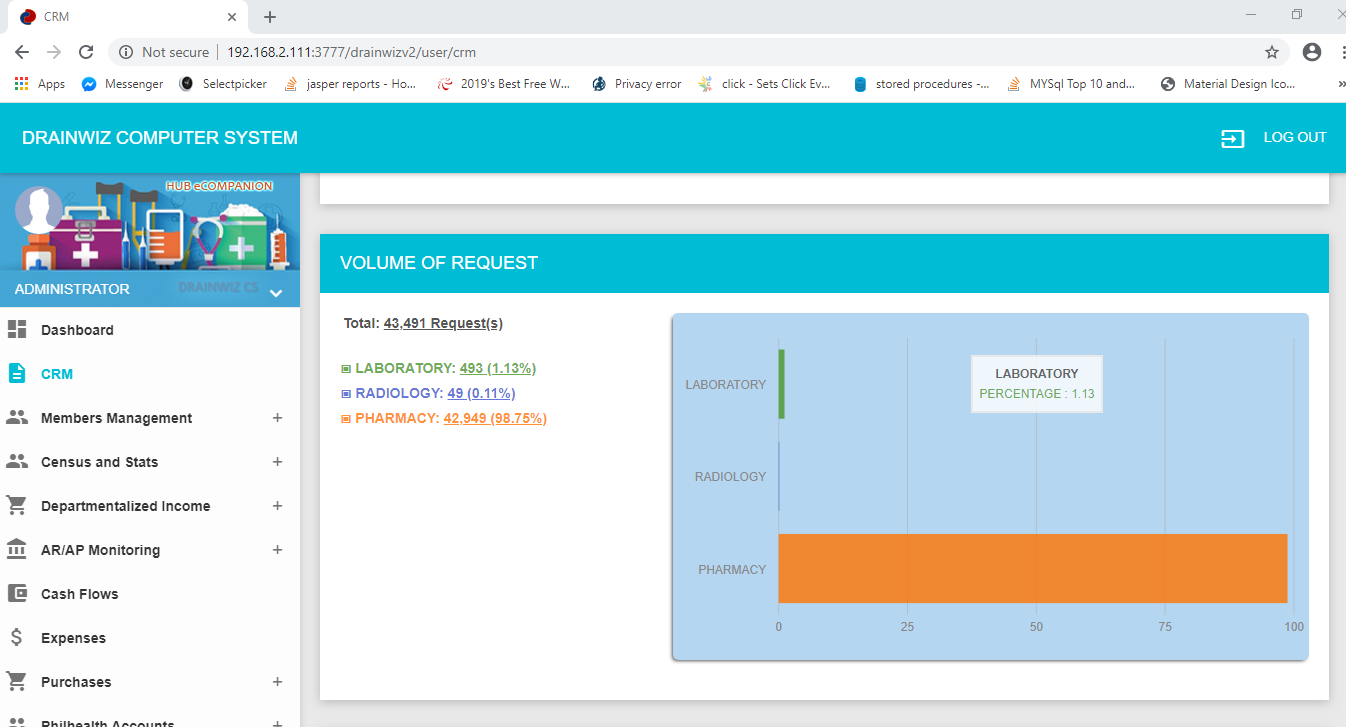 CRM
Not secure
192.168.2.111:3777/drainwizv2/user/crm
Apps
Messenger
Selectpicker
jasper reports - Ho...
2019's Best Free W...
Privacy error
click - Sets Click Ev...
stored procedures -...
MYSql Top 10 and...
Material Design Ico...
»
DRAINWIZ COMPUTER SYSTEM
LOG OUT
HUB eCOMPANION
ADMINISTRATOR
DRAINWIZ CS
Dashboard
CRM
Members Management +
Census and Stats +
Departmentalized Income +
AR/AP Monitoring +
Cash Flows
Expenses
Purchases +
Philhealth Accounts +
VOLUME OF REQUEST
Total: 43,491 Request(s)
LABORATORY: 493 (1.13%)
RADIOLOGY: 49 (0.11%)
PHARMACY: 42,949 (98.75%)
LABORATORY
RADIOLOGY
PHARMACY
LABORATORY
PERCENTAGE : 1.13
0 25 50 75 100